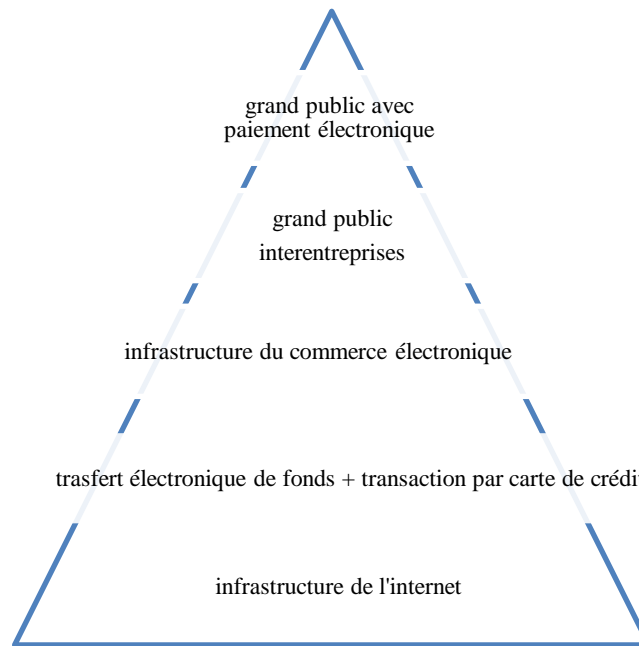 grand public avec
paiement électronique
grand public
interentreprises
infrastructure du commerce électronique
trasfert électronique de fonds + transaction par carte de crédi
infrastructure de l'internet